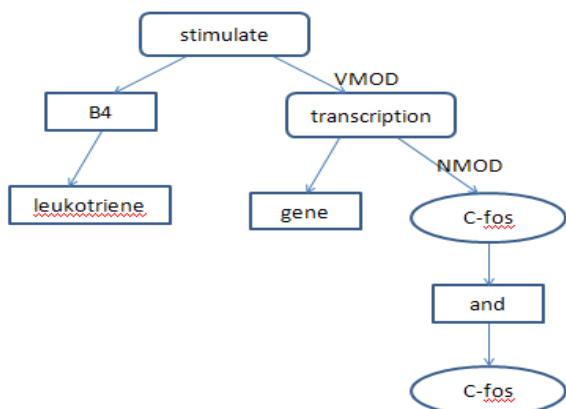 stimulate
VMOD
B4
transcription
NMOD
leukotriene
gene
C-fos
and
C-fos